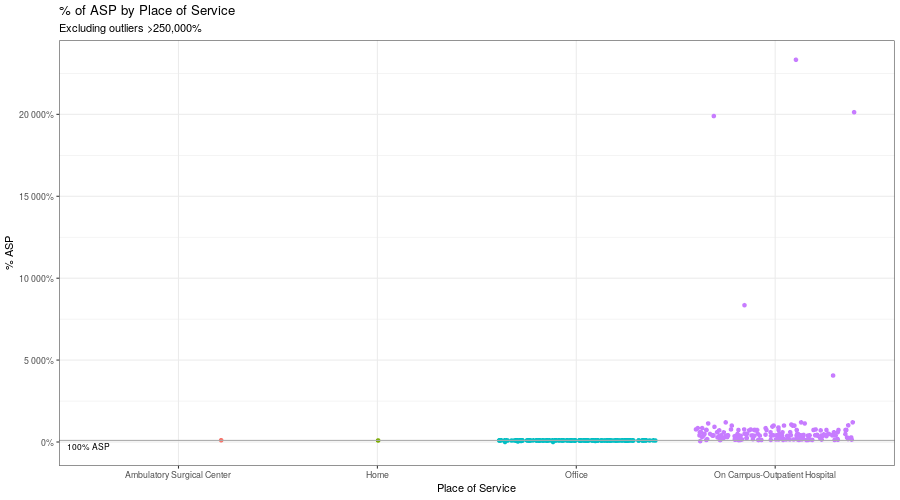 % of ASP by Place of Service
Excluding outliers >250,000%
% ASP
20 000%
15 000%
10 000%
5 000%
0%
100% ASP
Ambulatory Surgical Center
Home
Office
On Campus-Outpatient Hospital
Place of Service